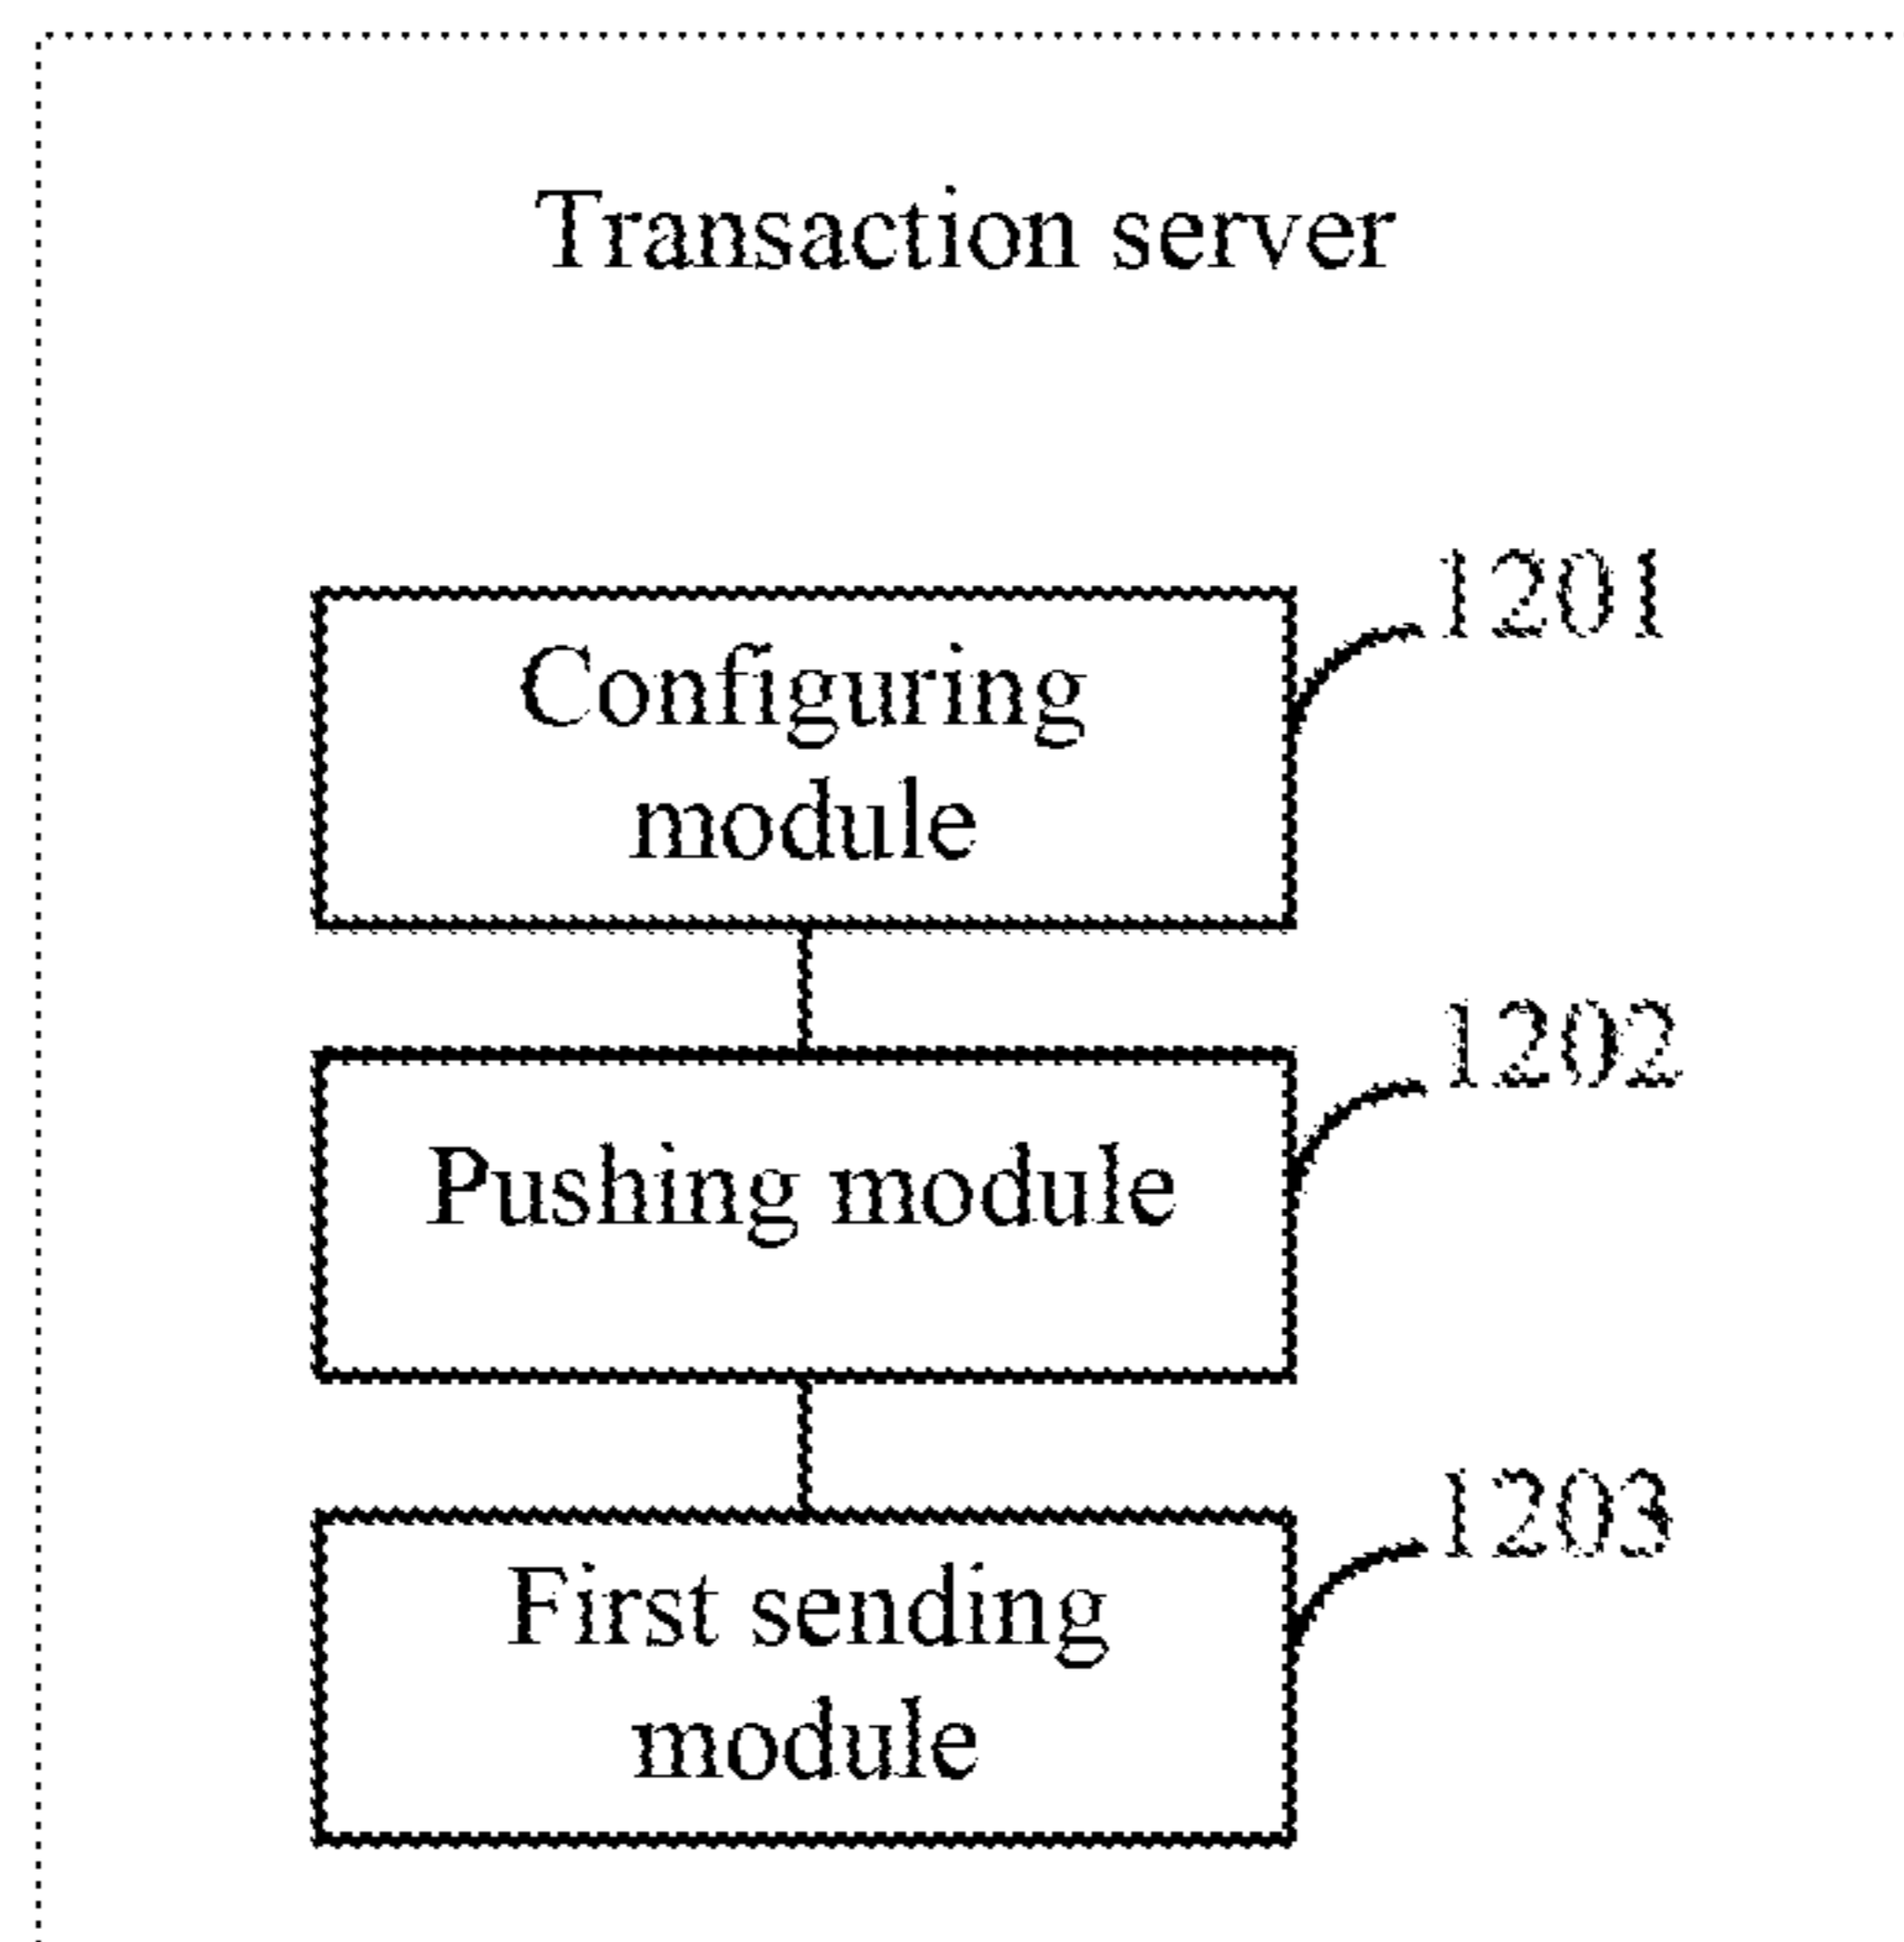 Transaction server
1201
Configuring
module
1202
Pushing module
1203
First sending
module